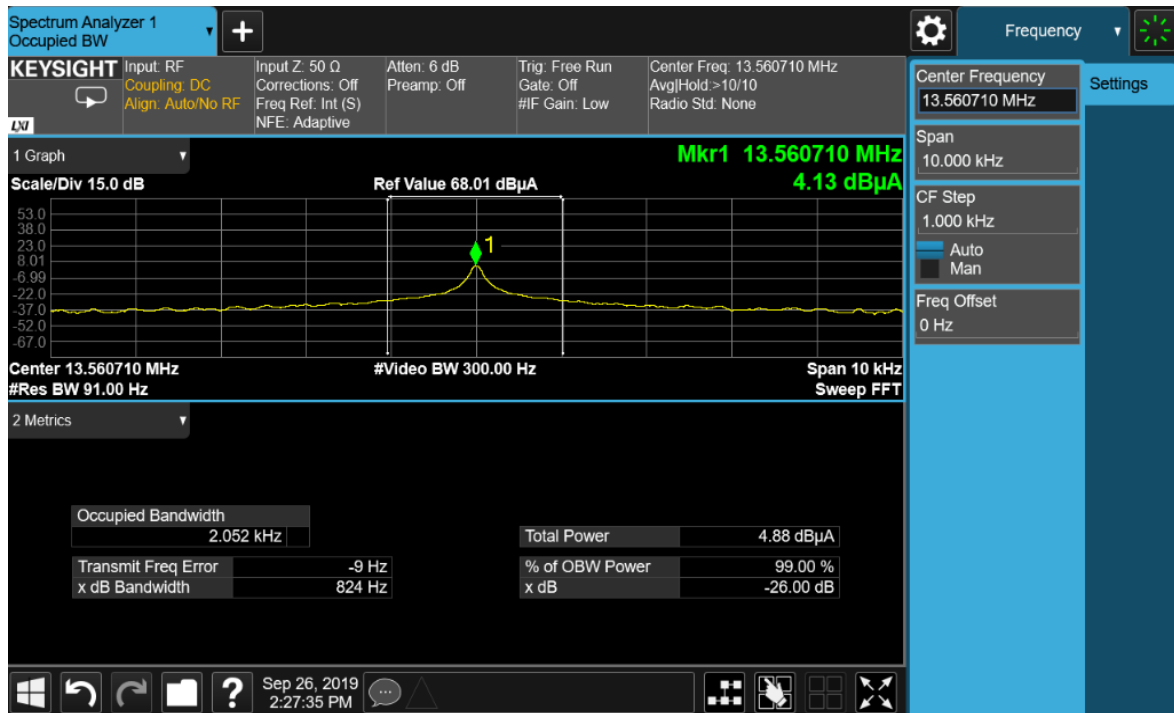 Spectrum Analyzer 1
Occupied BW
+
Frequency
KEYSIGHT
LXI
Input: RF
Coupling: DC
Align: Auto/No RF
Input Z: 50 Ω
Corrections: Off
Freq Ref: Int (S)
NFE: Adaptive
Atten: 6 dB
Preamp: Off
Trig: Free Run
Gate: Off
#IF Gain: Low
Center Freq: 13.560710 MHz
Avg|Hold:>10/10
Radio Std: None
Center Frequency
13.560710 MHz
Settings
Span
10.000 kHz
CF Step
1.000 kHz
Auto
Man
Freq Offset
0 Hz
1 Graph
Mkr1 13.560710 MHz
4.13 dBµA
Scale/Div 15.0 dB
Ref Value 68.01 dBµA
53.0
38.0
23.0
8.01
-6.99
-22.0
-37.0
-52.0
-67.0
1
Center 13.560710 MHz
#Video BW 300.00 Hz
Span 10 kHz
#Res BW 91.00 Hz
Sweep FFT
2 Metrics
Occupied Bandwidth
2.052 kHz
Total Power 4.88 dBµA
Transmit Freq Error -9 Hz
% of OBW Power 99.00 %
x dB Bandwidth 824 Hz
x dB -26.00 dB
?
Sep 26, 2019
2:27:35 PM